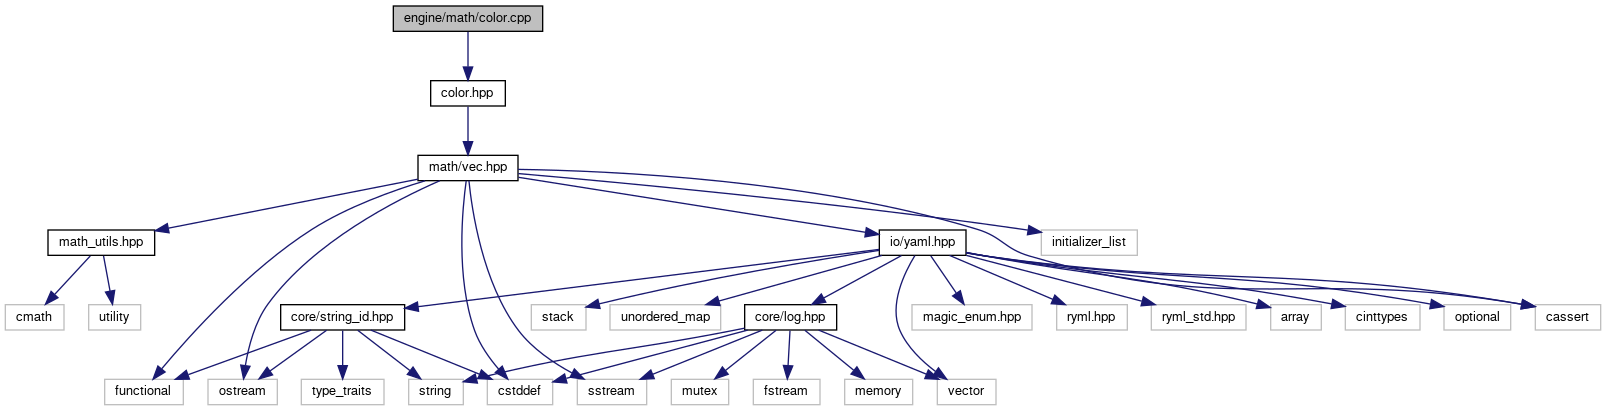 engine/math/color.cpp
color.hpp
math/vec.hpp
math_utils.hpp
io/yaml.hpp
initializer_list
cmath
utility
core/string_id.hpp
stack
unordered_map
core/log.hpp
magic_enum.hpp
ryml.hpp
ryml_std.hpp
array
cinttypes
optional
cassert
functional
ostream
type_traits
string
cstddef
sstream
mutex
fstream
memory
vector